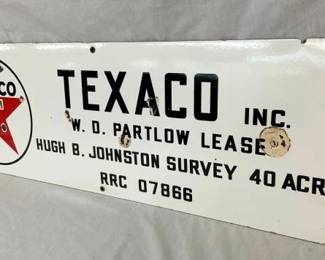 TEXACO INC.
W. D. PARTLOW LEASE
HUGH B. JOHNSTON SURVEY 40 ACR
RRC 07866